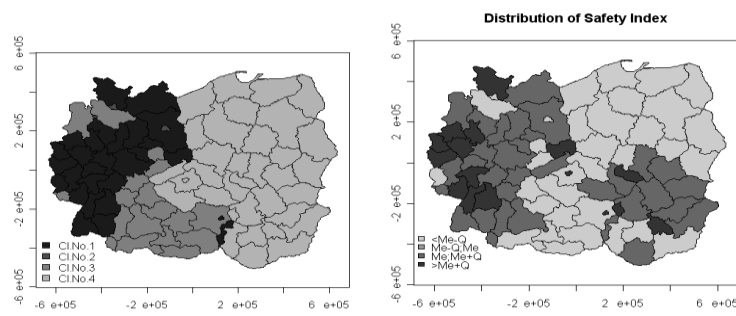 Distribution of Safety Index
6 e+05
2 e+05
-2 e+05
-6 e+05
Cl.No.1
Cl.No.2
Cl.No.3
Cl.No.4
-6 e+05
-2 e+05
2 e+05
6 e+05
6 e+05
2 e+05
-2 e+05
-6 e+05
<Me-Q
Me-Q;Me
Me;Me+Q
>Me+Q
-6 e+05
-2 e+05
2 e+05
6 e+05